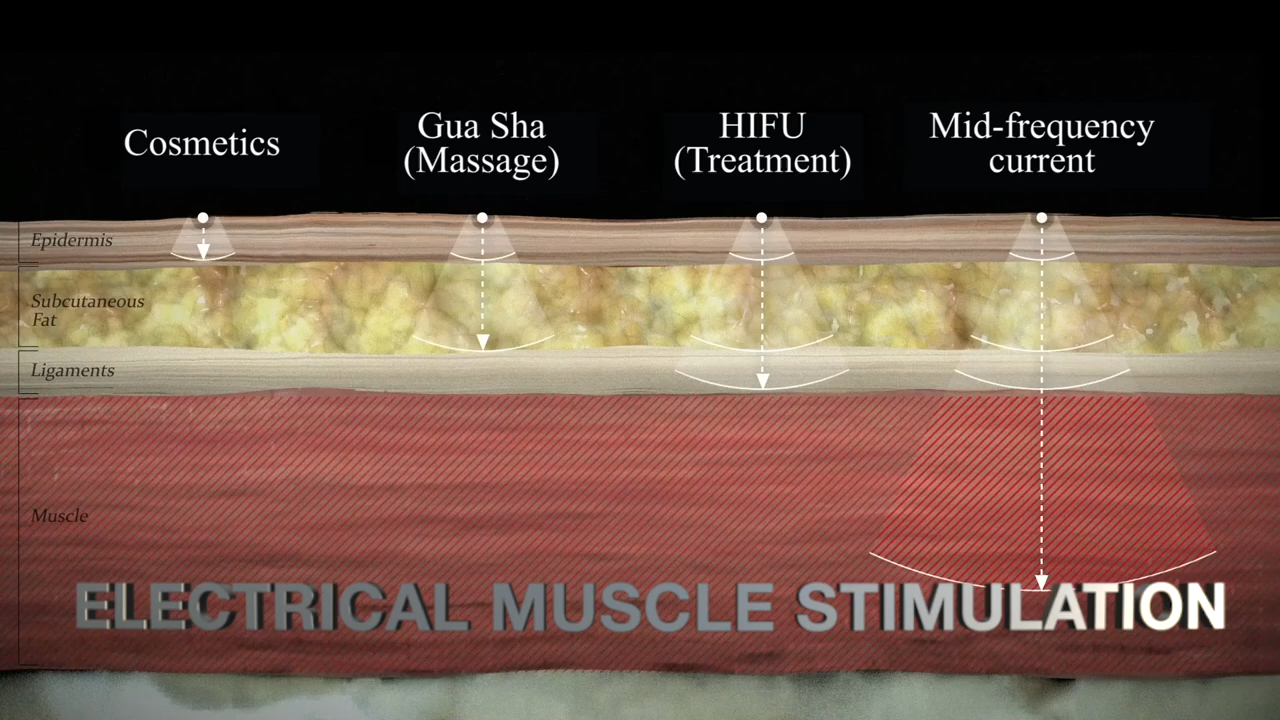 Cosmetics
Gua Sha
(Massage)
HIFU
(Treatment)
Mid-frequency
current
Epidermis
Subcutaneous
Fat
Ligaments
Muscle
ELECTRICAL MUSCLE STIMULATION